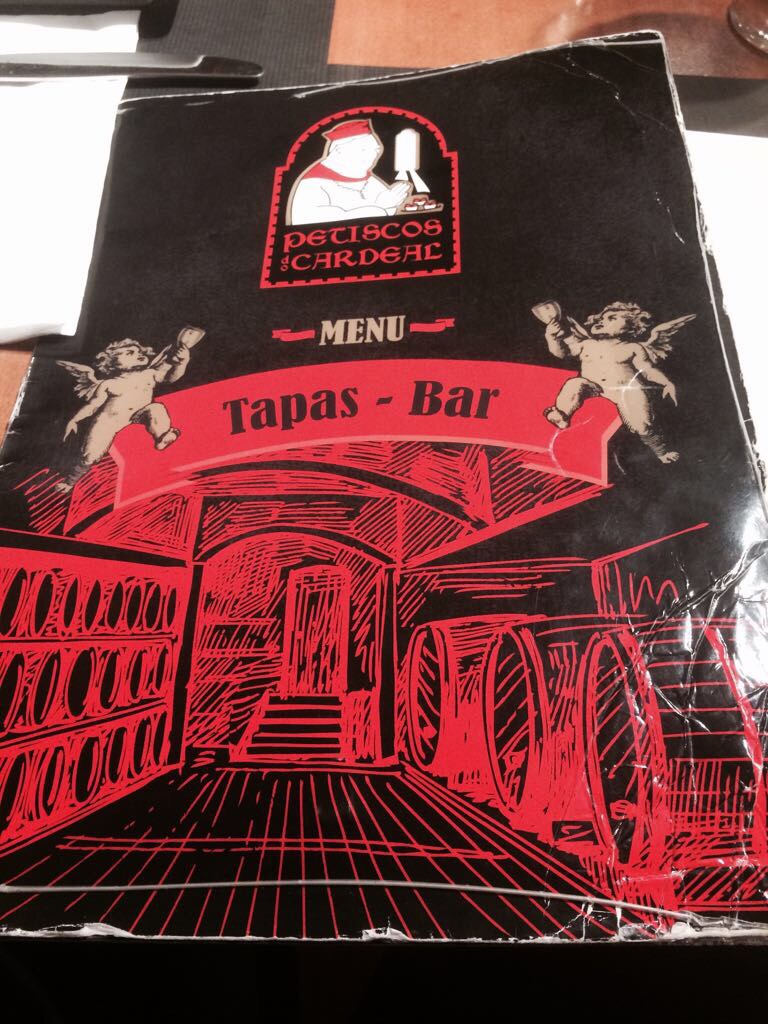 PETISCOS
do CARDEAL
MENU
Tapas - Bar